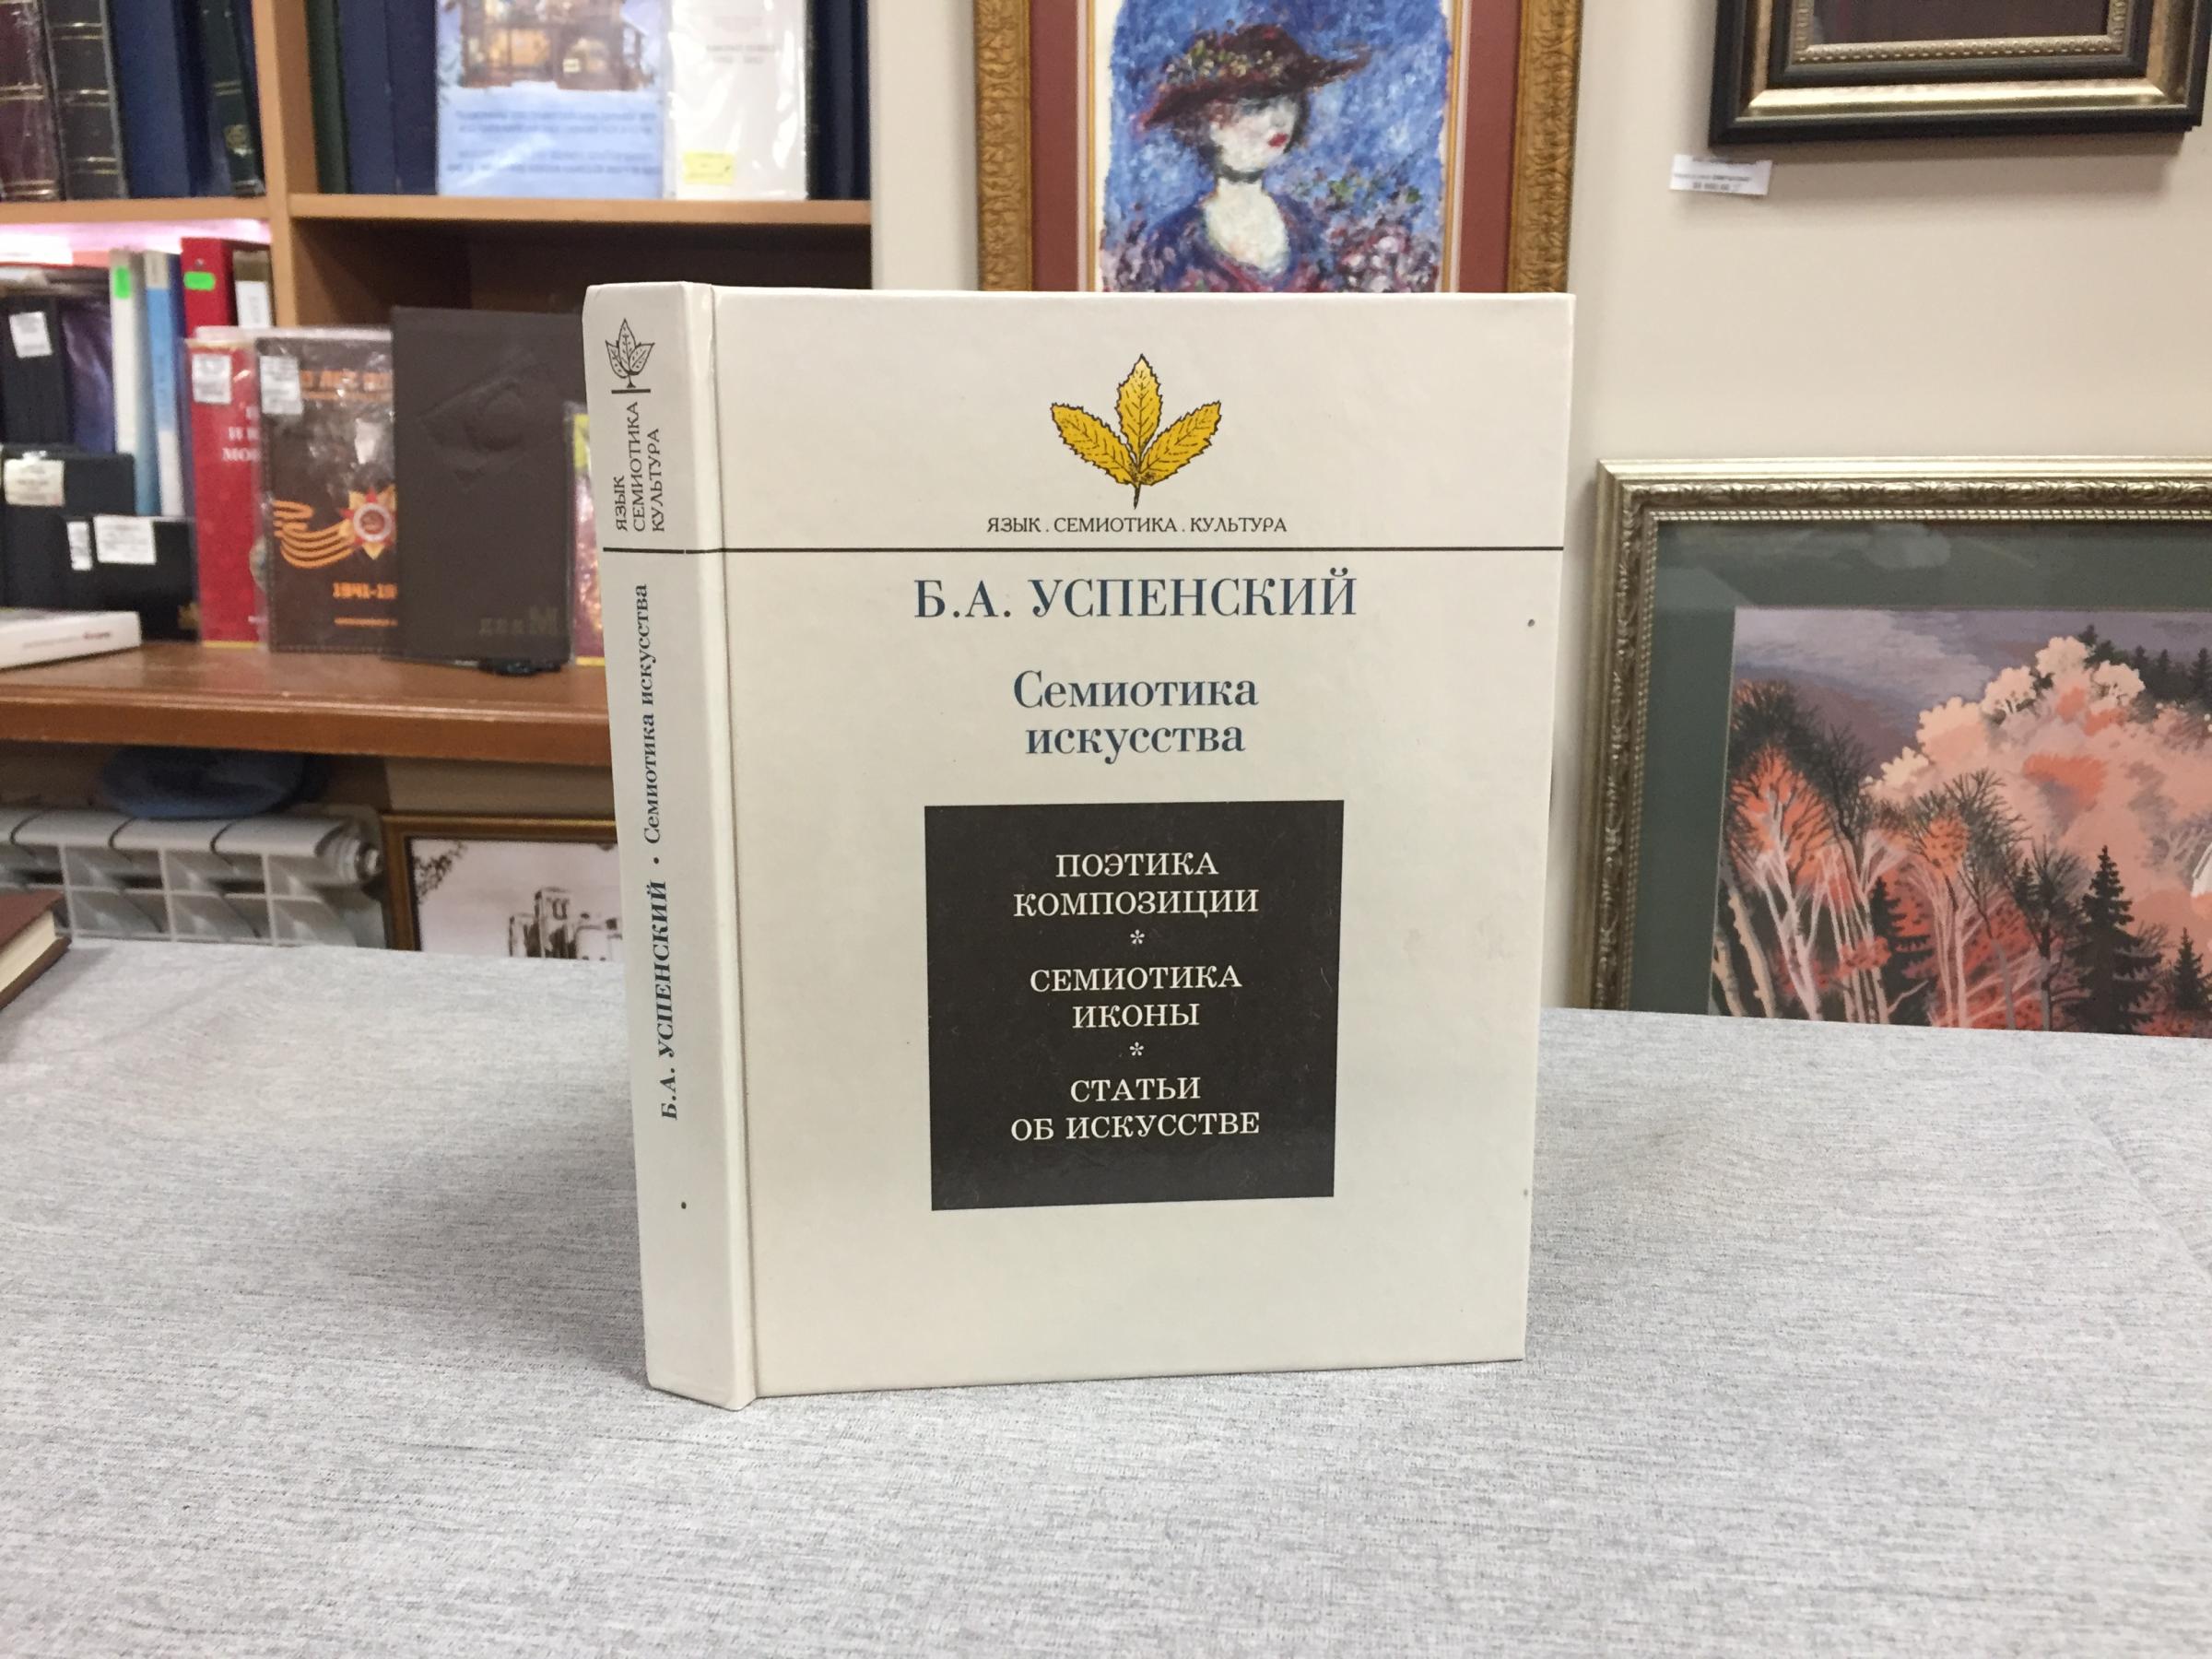 ЯЗЫК
СЕМИОТИКА
КУЛЬТУРА
Б.А. УСПЕНСКИЙ • Семиотика искусства
ЯЗЫК . СЕМИОТИКА . КУЛЬТУРА
Б.А. УСПЕНСКИЙ
Семиотика
искусства
ПОЭТИКА
КОМПОЗИЦИИ
*
СЕМИОТИКА
ИКОНЫ
*
СТАТЬИ
ОБ ИСКУССТВЕ